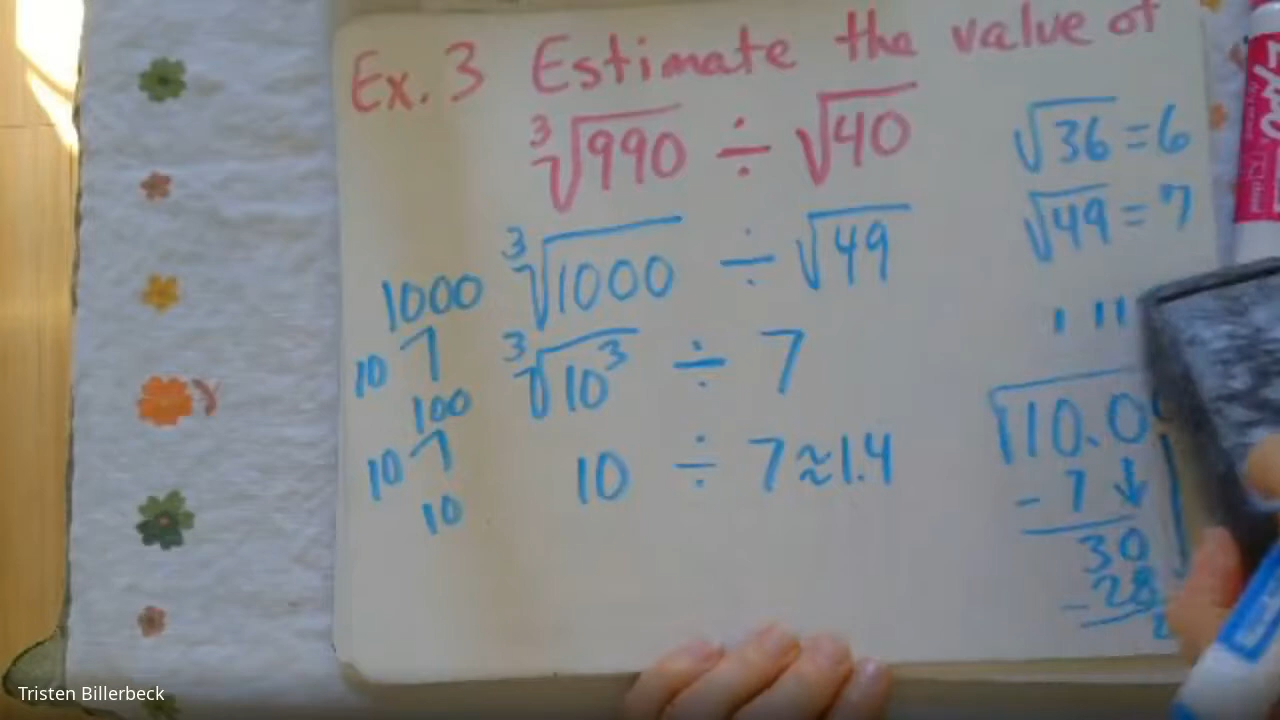 Ex. 3 Estimate the value of
∛990 ÷ √40
√36 = 6
√49 = 7
∛1000 ÷ √49
1000
10
100
10
10
∛10³ ÷ 7
10 ÷ 7 ≈ 1.4
√10.0
- 7 ↓
30
- 28
2
Tristen Billerbeck